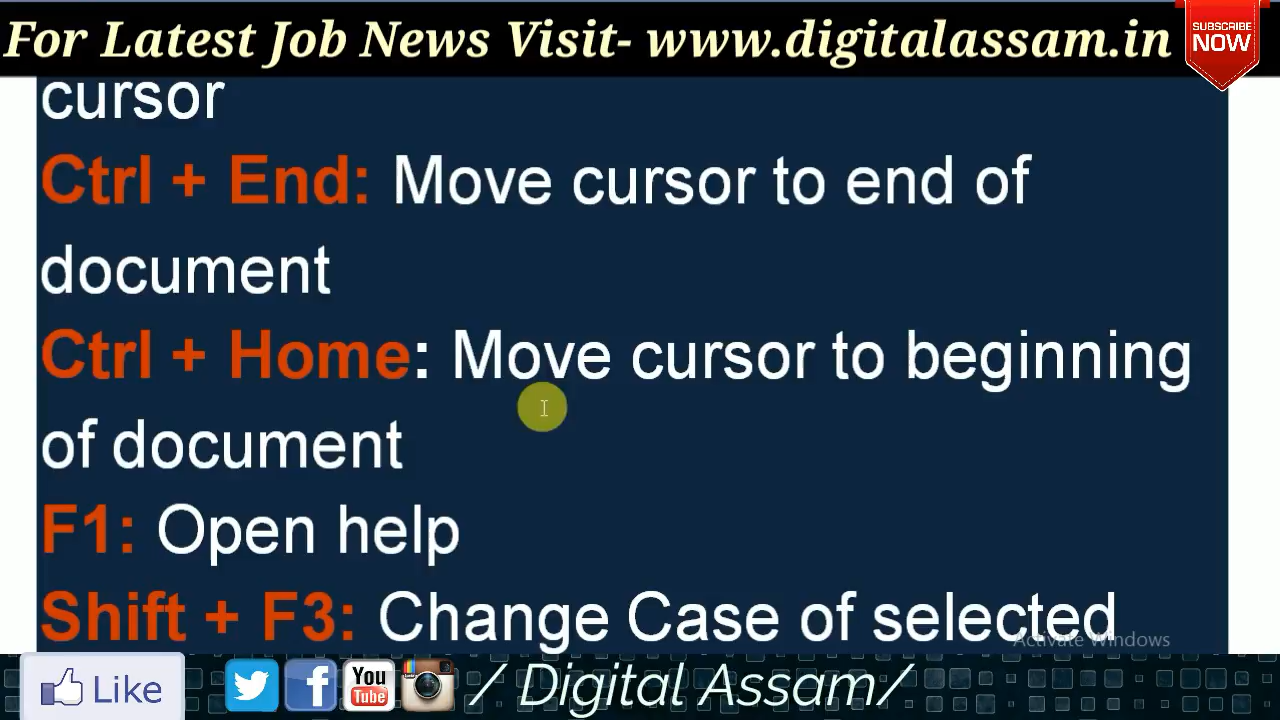 For Latest Job News Visit- www.digitalassam.in
SUBSCRIBE
NOW
cursor
Ctrl + End: Move cursor to end of
document
Ctrl + Home: Move cursor to beginning
of document
F1: Open help
Shift + F3: Change Case of selected
Activate Windows
Like
You
Tube
/ Digital Assam/